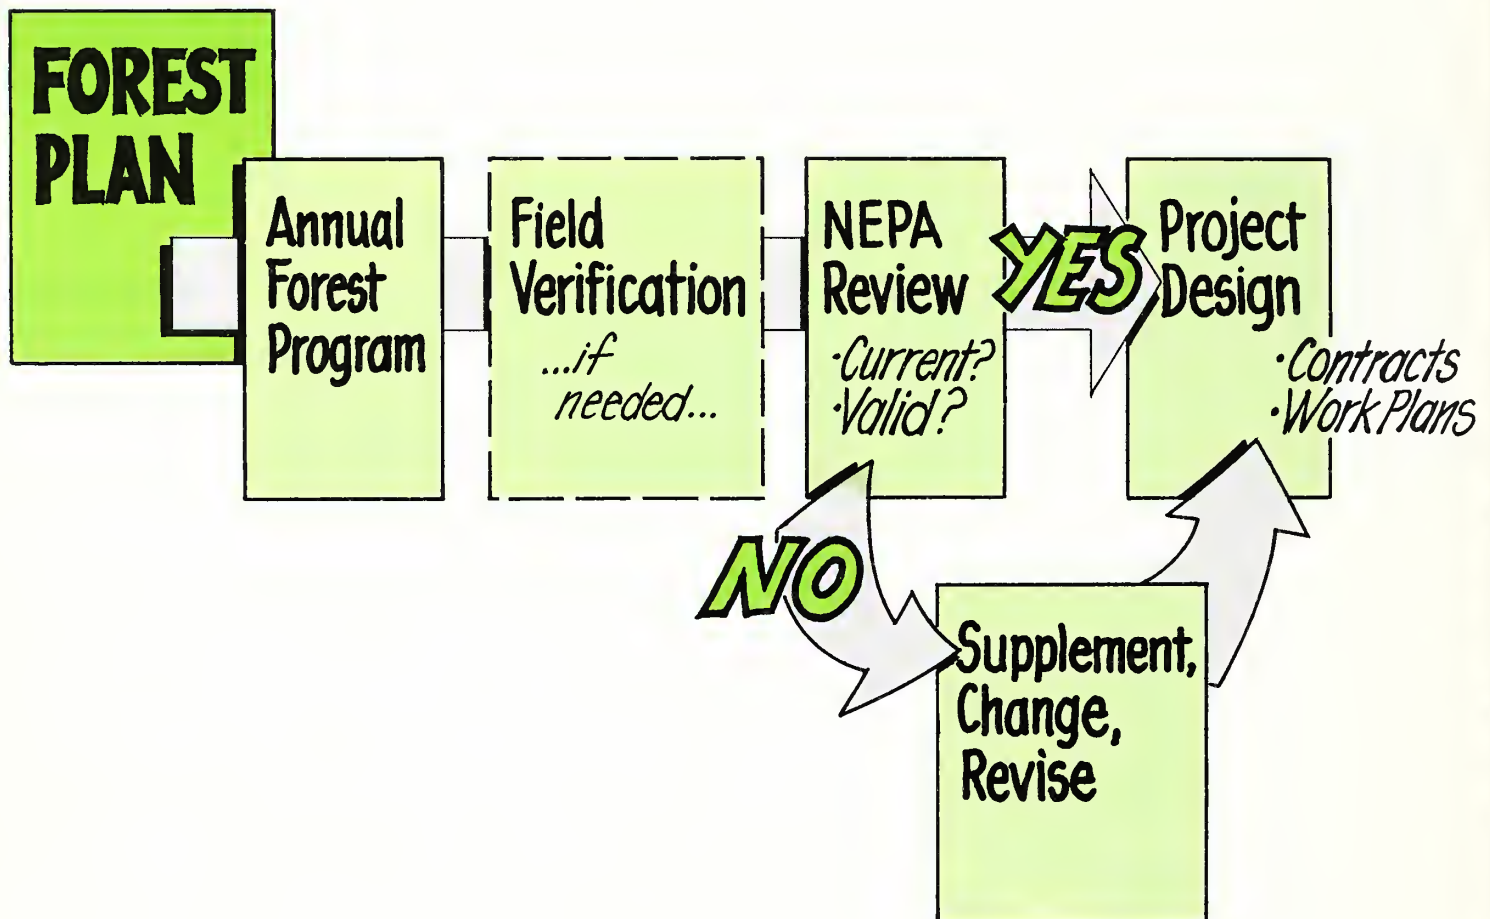 FOREST
PLAN
Annual
Forest
Program
Field
Verification
...if
needed...
NEPA
Review
·Current?
·Valid?
YES
Project
Design
·Contracts
·Work Plans
NO
Supplement,
Change,
Revise